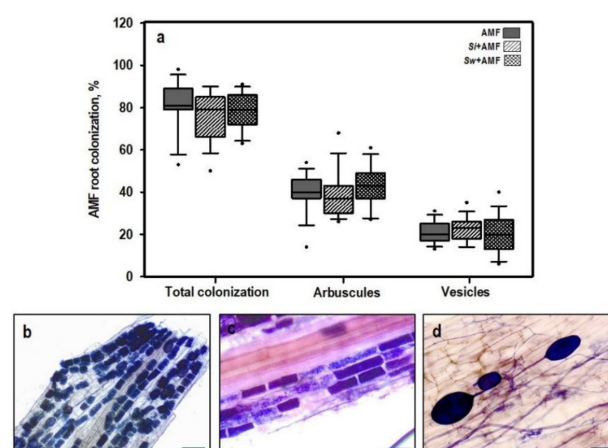 a
AMF
Si+AMF
Sw+AMF
AMF root colonization, %
120
100
80
60
40
20
0
Total colonization
Arbuscules
Vesicles
b
c
d